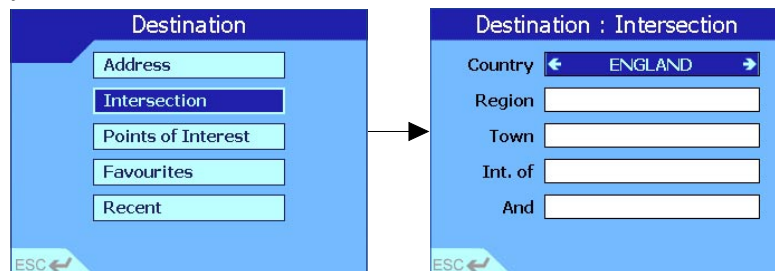 Destination
Address
Intersection
Points of Interest
Favourites
Recent
ESC
Destination : Intersection
Country ENGLAND
Region
Town
Int. of
And
ESC